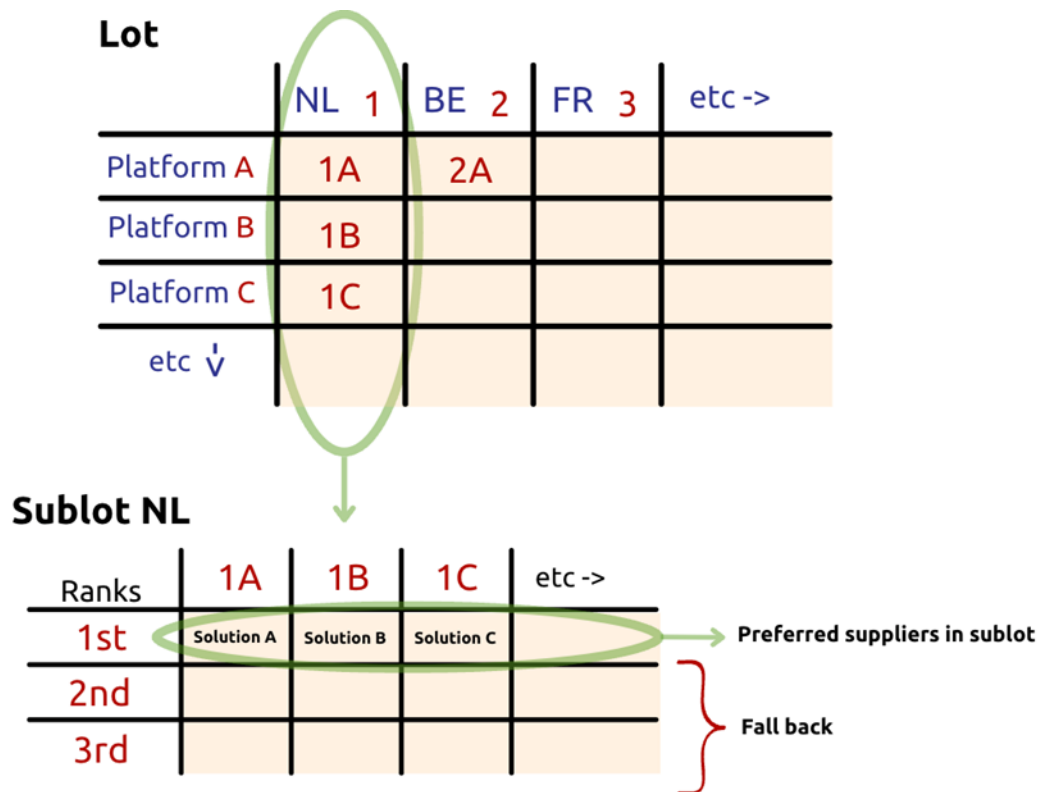 Lot
NL 1 BE 2 FR 3 etc ->
Platform A 1A 2A
Platform B 1B
Platform C 1C
etc ->
Sublot NL
Ranks 1A 1B 1C etc ->
1st Solution A Solution B Solution C Preferred suppliers in sublot
2nd
Fall back
3rd